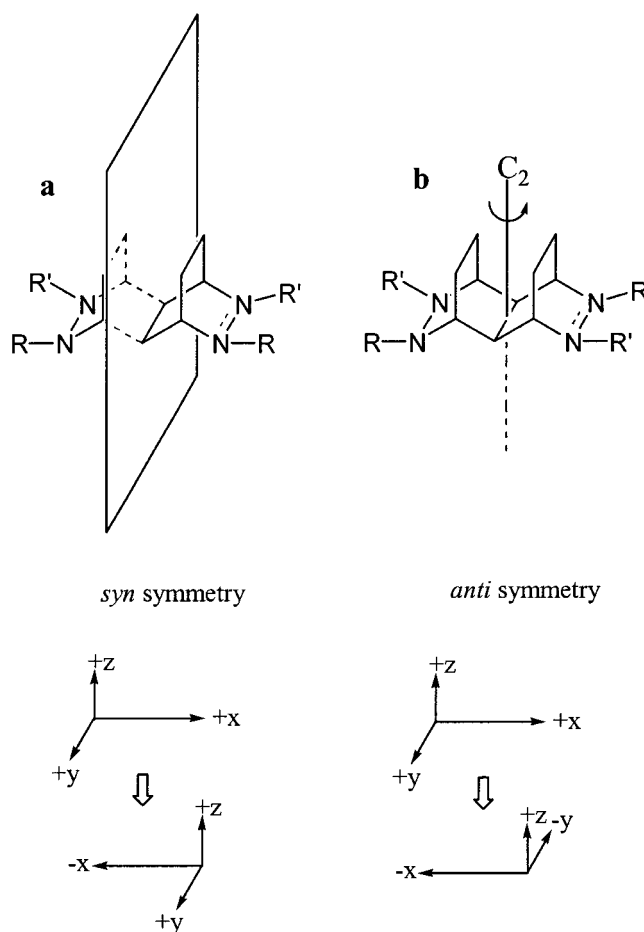 a
R'
N
R—N
N—R'
N—R
syn symmetry
+z
+x
+y
-x
+z
+y
b
C2
R'
N
R—N
N—R
N—R'
anti symmetry
+z
+x
+y
-x
+z
-y